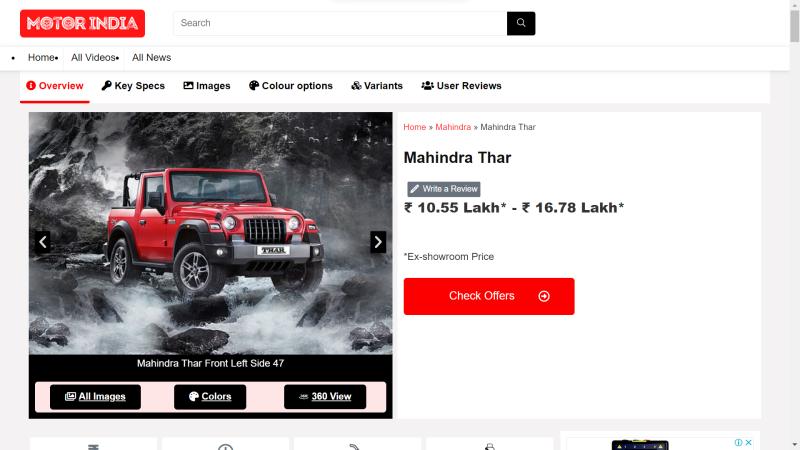 MOTOR INDIA
Search
Home
All Videos
All News
Overview
Key Specs
Images
Colour options
Variants
User Reviews
Home » Mahindra » Mahindra Thar
Mahindra Thar
Write a Review
₹ 10.55 Lakh* - ₹ 16.78 Lakh*
*Ex-showroom Price
Check Offers
THAR
Mahindra Thar Front Left Side 47
All Images
Colors
360 View